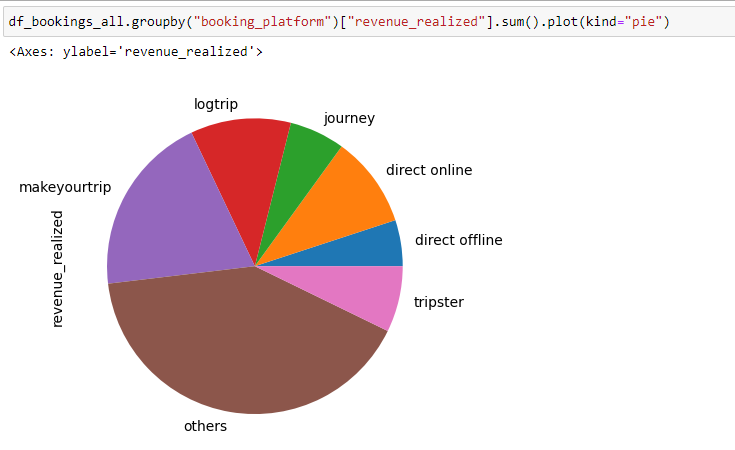 df_bookings_all.groupby("booking_platform")["revenue_realized"].sum().plot(kind="pie")
<Axes: ylabel='revenue_realized'>
logtrip
journey
direct online
makeyourtrip
revenue_realized
direct offline
tripster
others